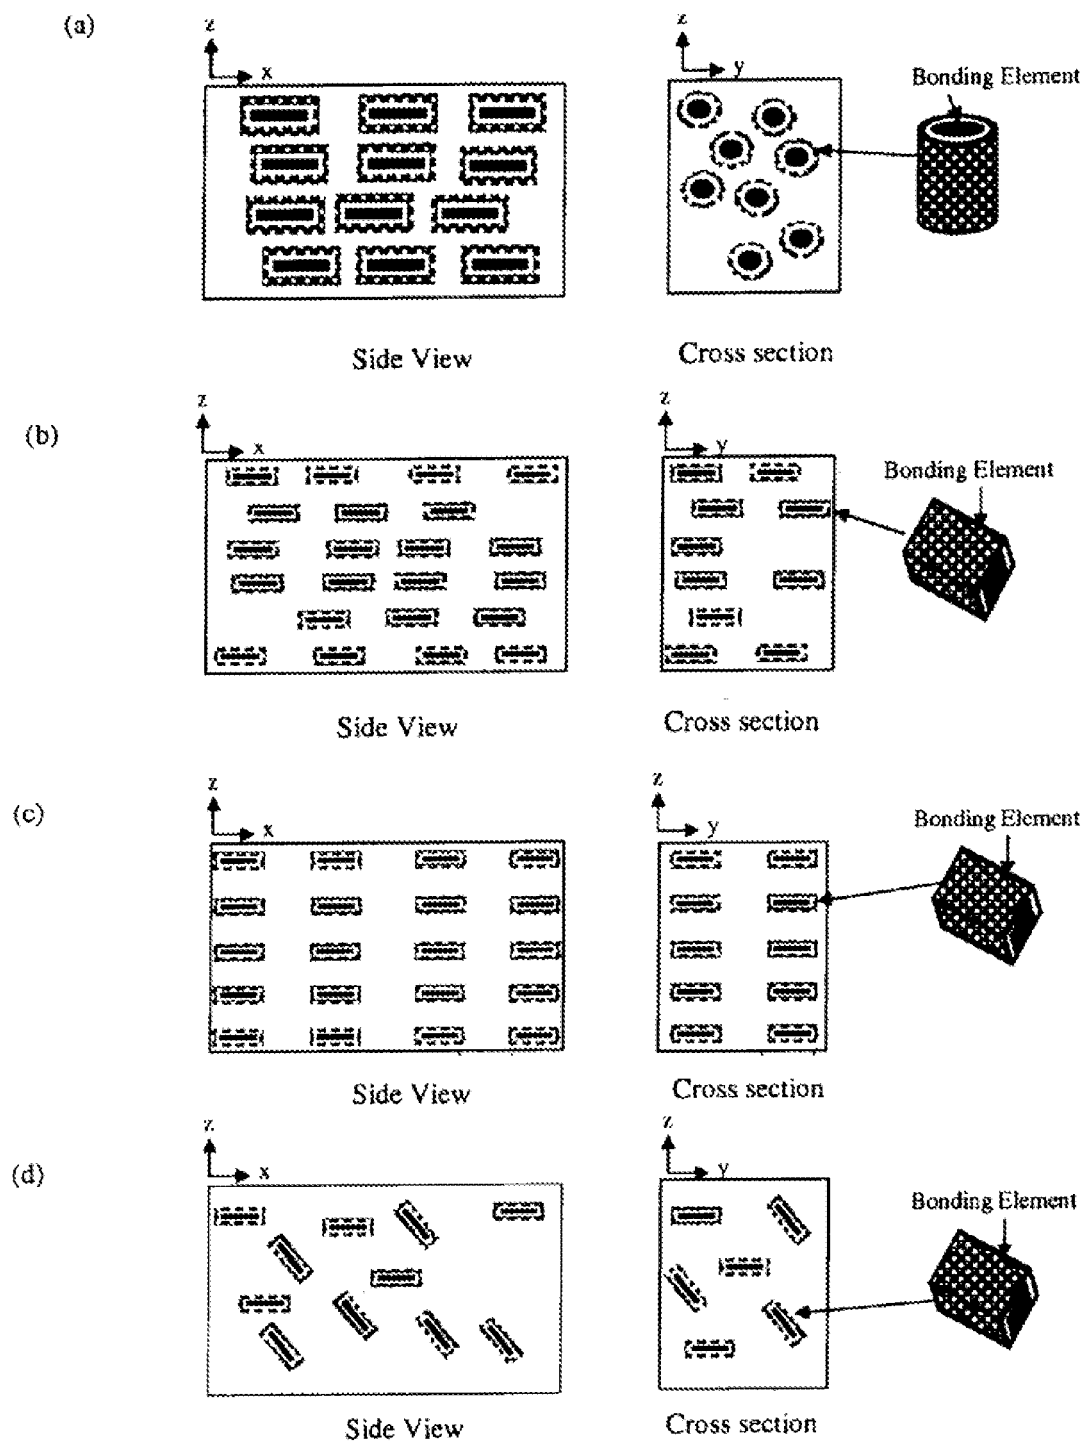 (a)
z
x
z
y
Bonding Element
Side View
Cross section
(b)
z
x
z
y
Bonding Element
Side View
Cross section
(c)
z
x
z
y
Bonding Element
Side View
Cross section
(d)
z
x
z
y
Bonding Element
Side View
Cross section